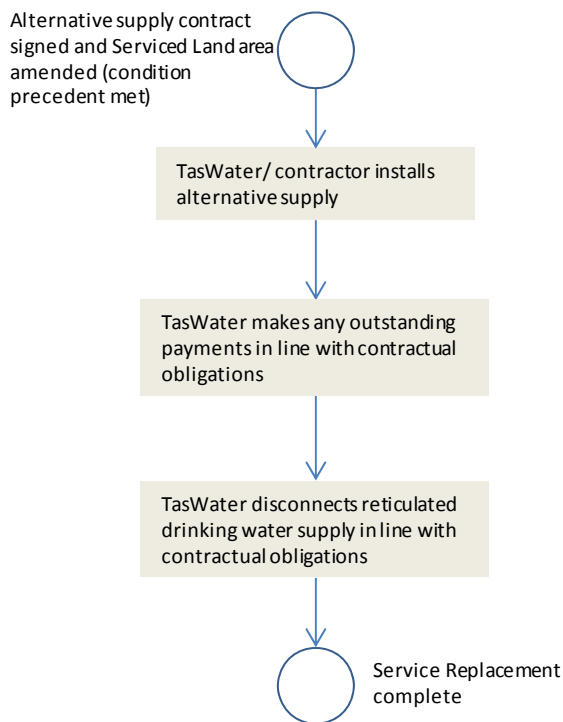 Alternative supply contract
signed and Serviced Land area
amended (condition
precedent met)
TasWater/ contractor installs
alternative supply
TasWater makes any outstanding
payments in line with contractual
obligations
TasWater disconnects reticulated
drinking water supply in line with
contractual obligations
Service Replacement
complete